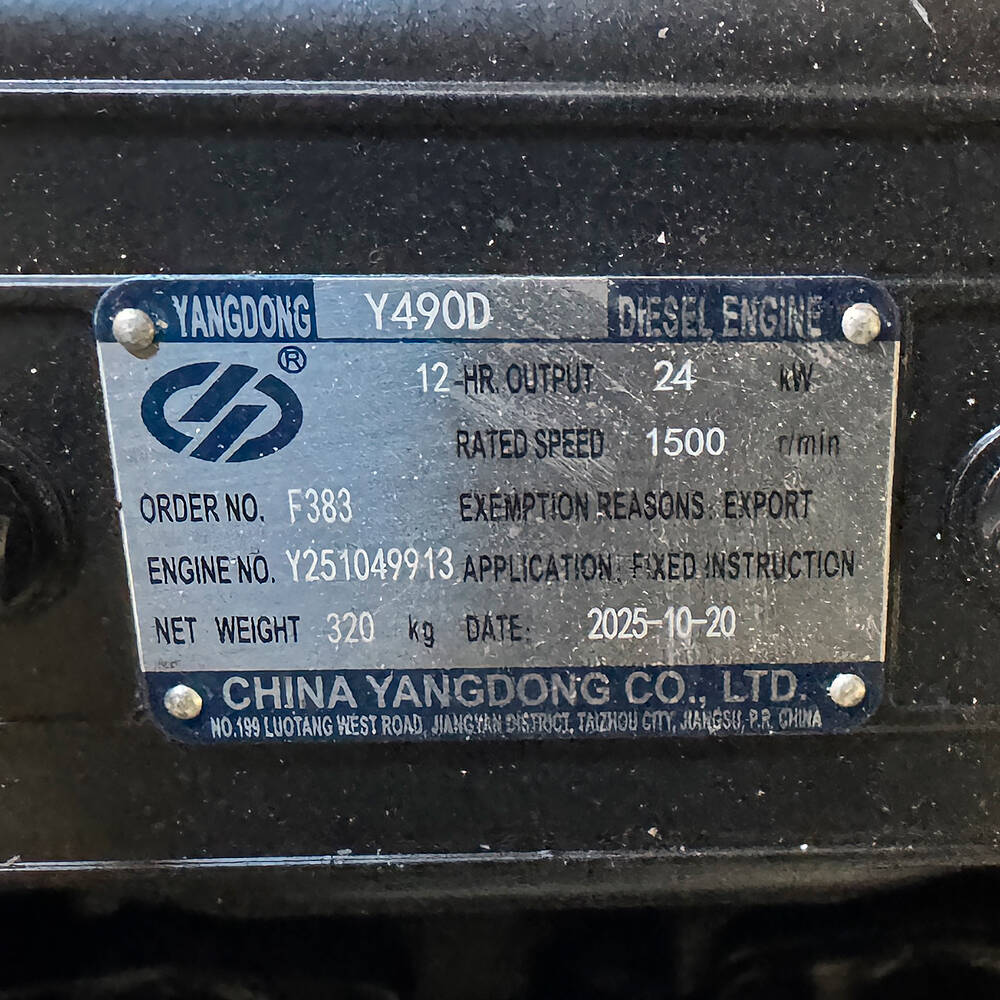 YANGDONG Y490D DIESEL ENGINE
®
12-HR. OUTPUT 24 kW
RATED SPEED 1500 r/min
ORDER NO. F383 EXEMPTION REASONS: EXPORT
ENGINE NO. Y251049913 APPLICATION: FIXED INSTRUCTION
NET WEIGHT 320 kg DATE: 2025-10-20
CHINA YANGDONG CO., LTD.
NO.199 LUOTANG WEST ROAD, JIANGYAN DISTRICT, TAIZHOU CITY, JIANGSU, P.R. CHINA